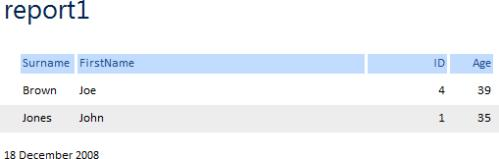 report1
Surname FirstName ID Age
Brown Joe 4 39
Jones John 1 35
18 December 2008